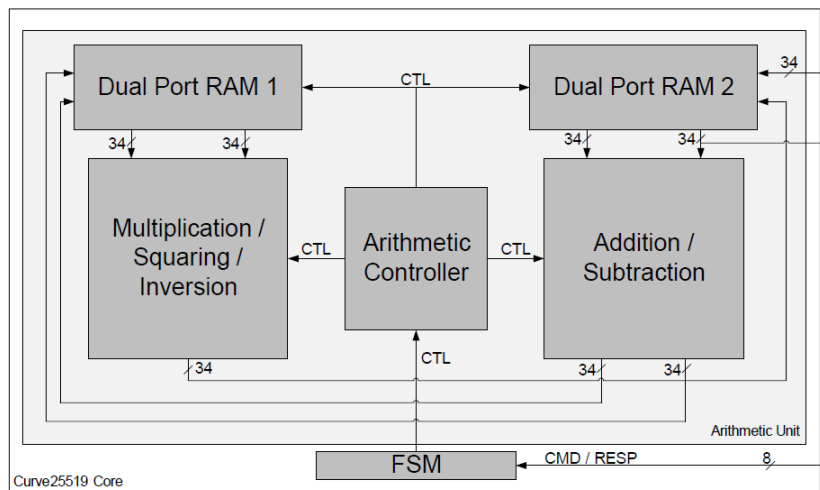 Dual Port RAM 1
CTL
Dual Port RAM 2
34
34
34
34
34
Multiplication /
Squaring /
Inversion
CTL
Arithmetic
Controller
CTL
Addition /
Subtraction
CTL
34
34
34
Arithmetic Unit
FSM
CMD / RESP
8
Curve25519 Core